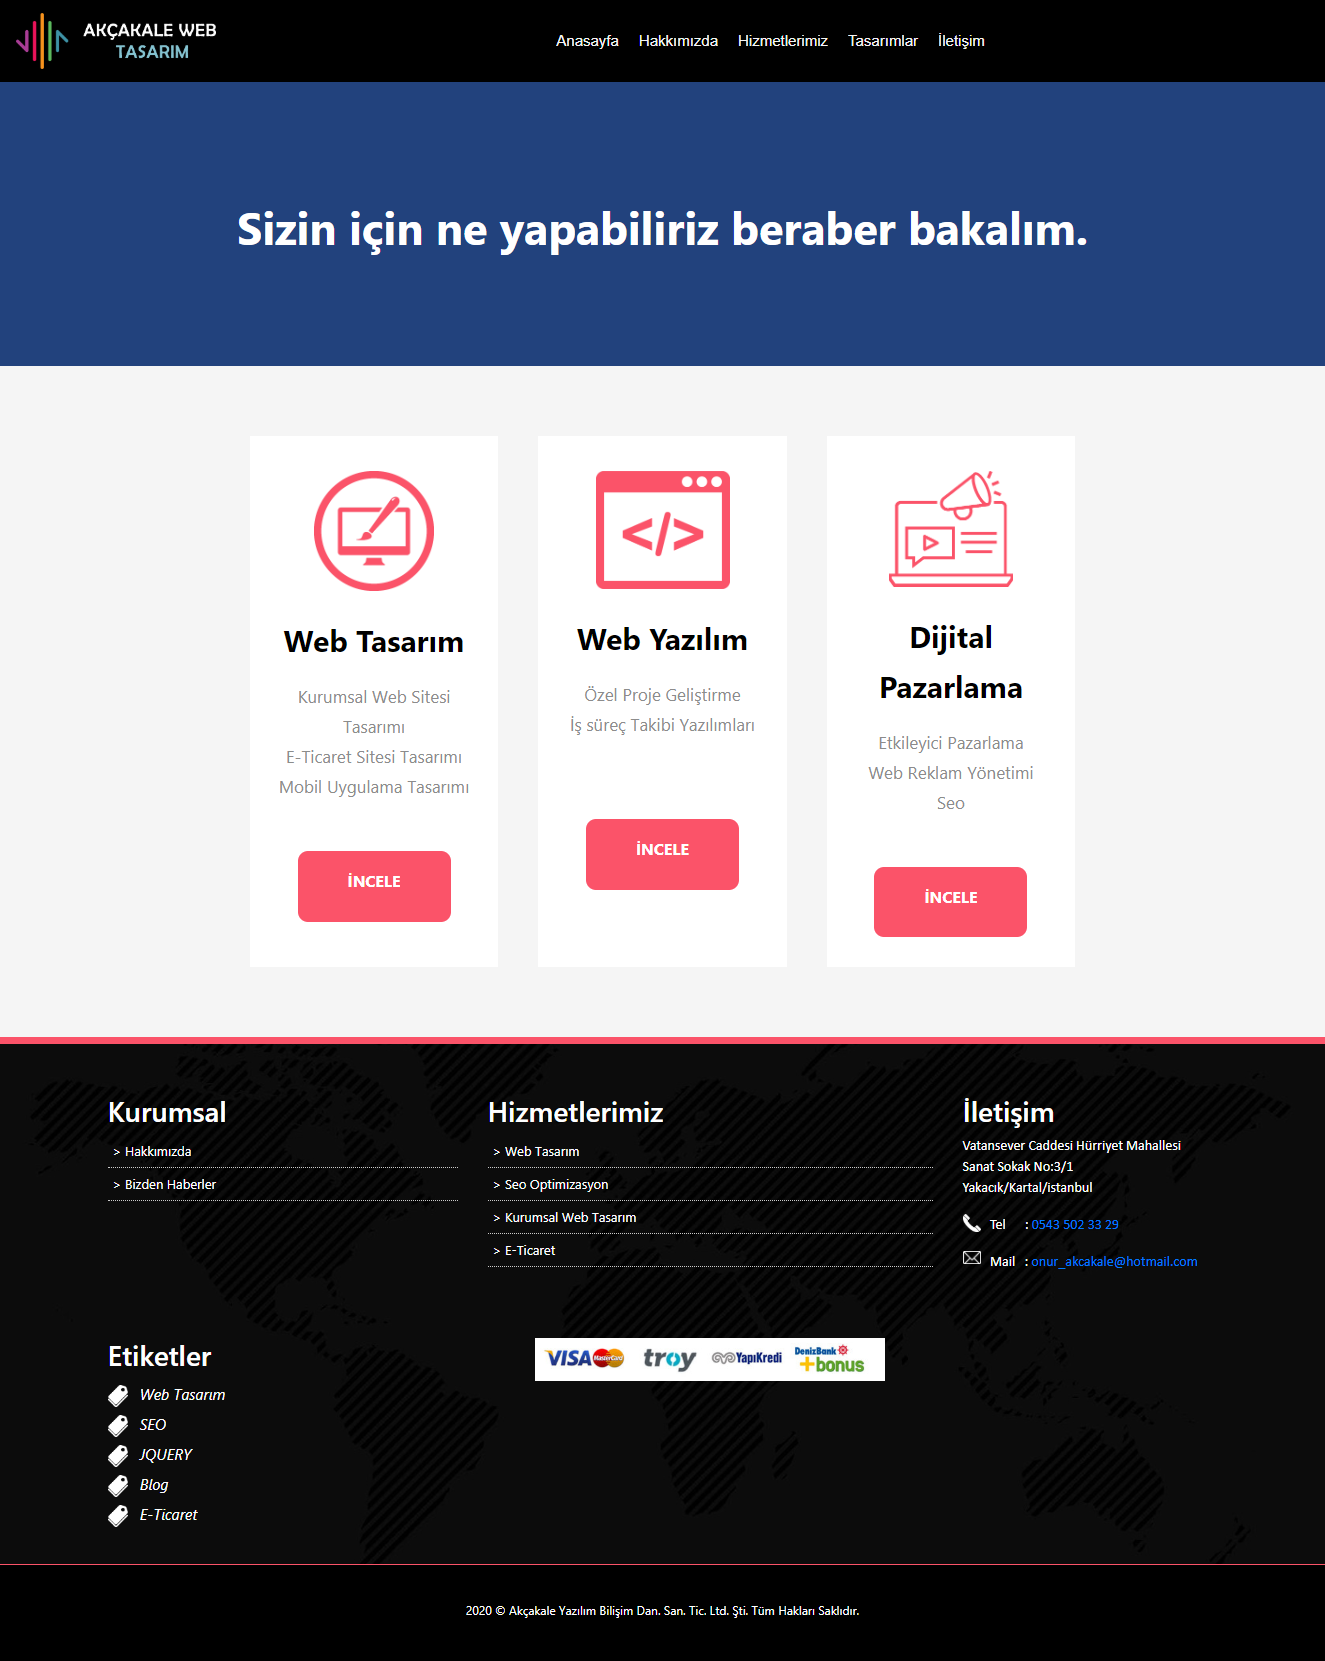 AKÇAKALE WEB
TASARIM
Anasayfa Hakkımızda Hizmetlerimiz Tasarımlar İletişim
Sizin için ne yapabiliriz beraber bakalım.
Web Tasarım
Kurumsal Web Sitesi
Tasarımı
E-Ticaret Sitesi Tasarımı
Mobil Uygulama Tasarımı
İNCELE
</>
Web Yazılım
Özel Proje Geliştirme
İş süreç Takibi Yazılımları
İNCELE
Dijital
Pazarlama
Etkileyici Pazarlama
Web Reklam Yönetimi
Seo
İNCELE
Kurumsal
> Hakkımızda
> Bizden Haberler
Hizmetlerimiz
> Web Tasarım
> Seo Optimizasyon
> Kurumsal Web Tasarım
> E-Ticaret
İletişim
Vatansever Caddesi Hürriyet Mahallesi
Sanat Sokak No:3/1
Yakacık/Kartal/istanbul
Tel : 0543 502 33 29
Mail : onur_akcakale@hotmail.com
Etiketler
Web Tasarım
SEO
JQUERY
Blog
E-Ticaret
VISA MasterCard troy YapıKredi DenizBank +bonus
2020 © Akçakale Yazılım Bilişim Dan. San. Tic. Ltd. Şti. Tüm Hakları Saklıdır.